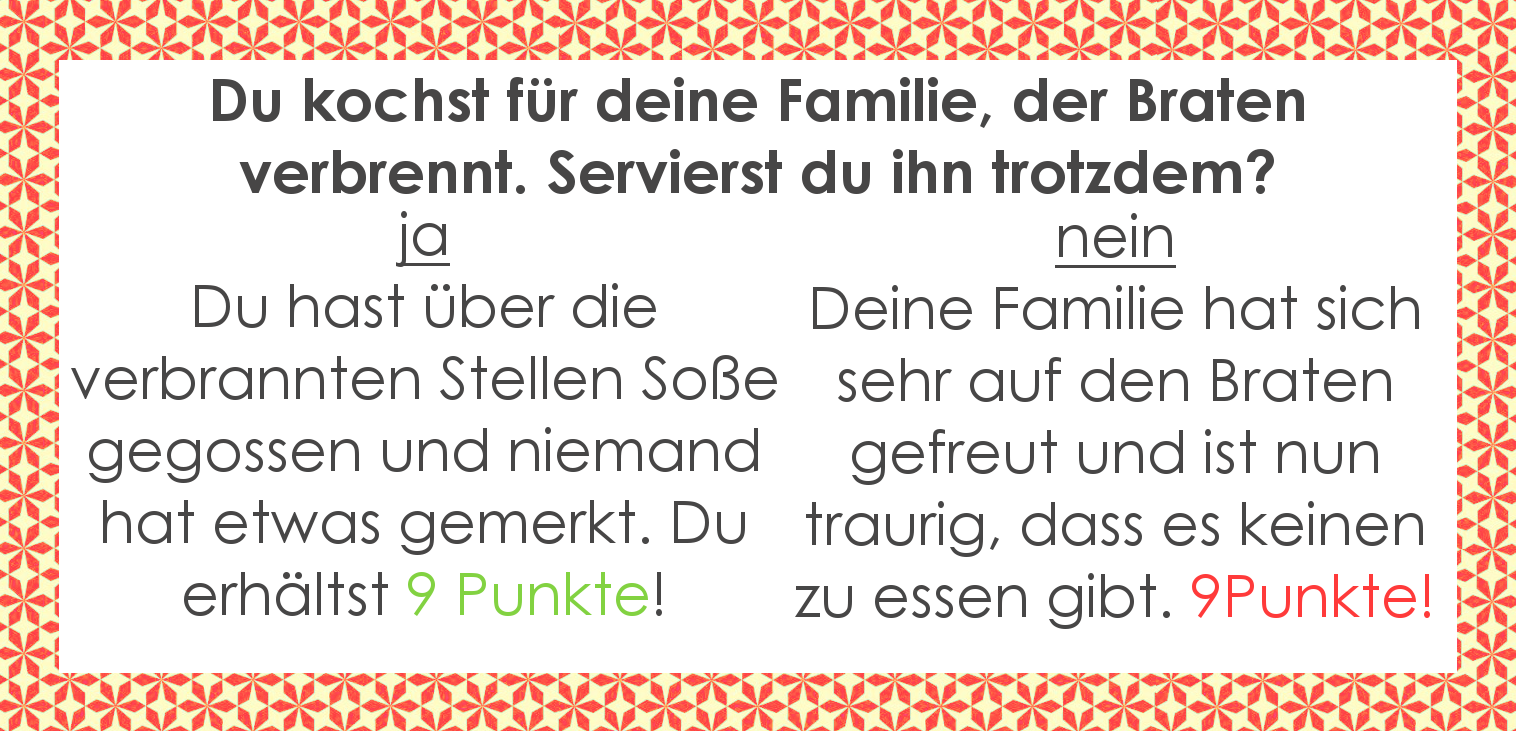 Du kochst für deine Familie, der Braten
verbrennt. Servierst du ihn trotzdem?
ja
Du hast über die
verbrannten Stellen Soße
gegossen und niemand
hat etwas gemerkt. Du
erhältst 9 Punkte!
nein
Deine Familie hat sich
sehr auf den Braten
gefreut und ist nun
traurig, dass es keinen
zu essen gibt. 9Punkte!